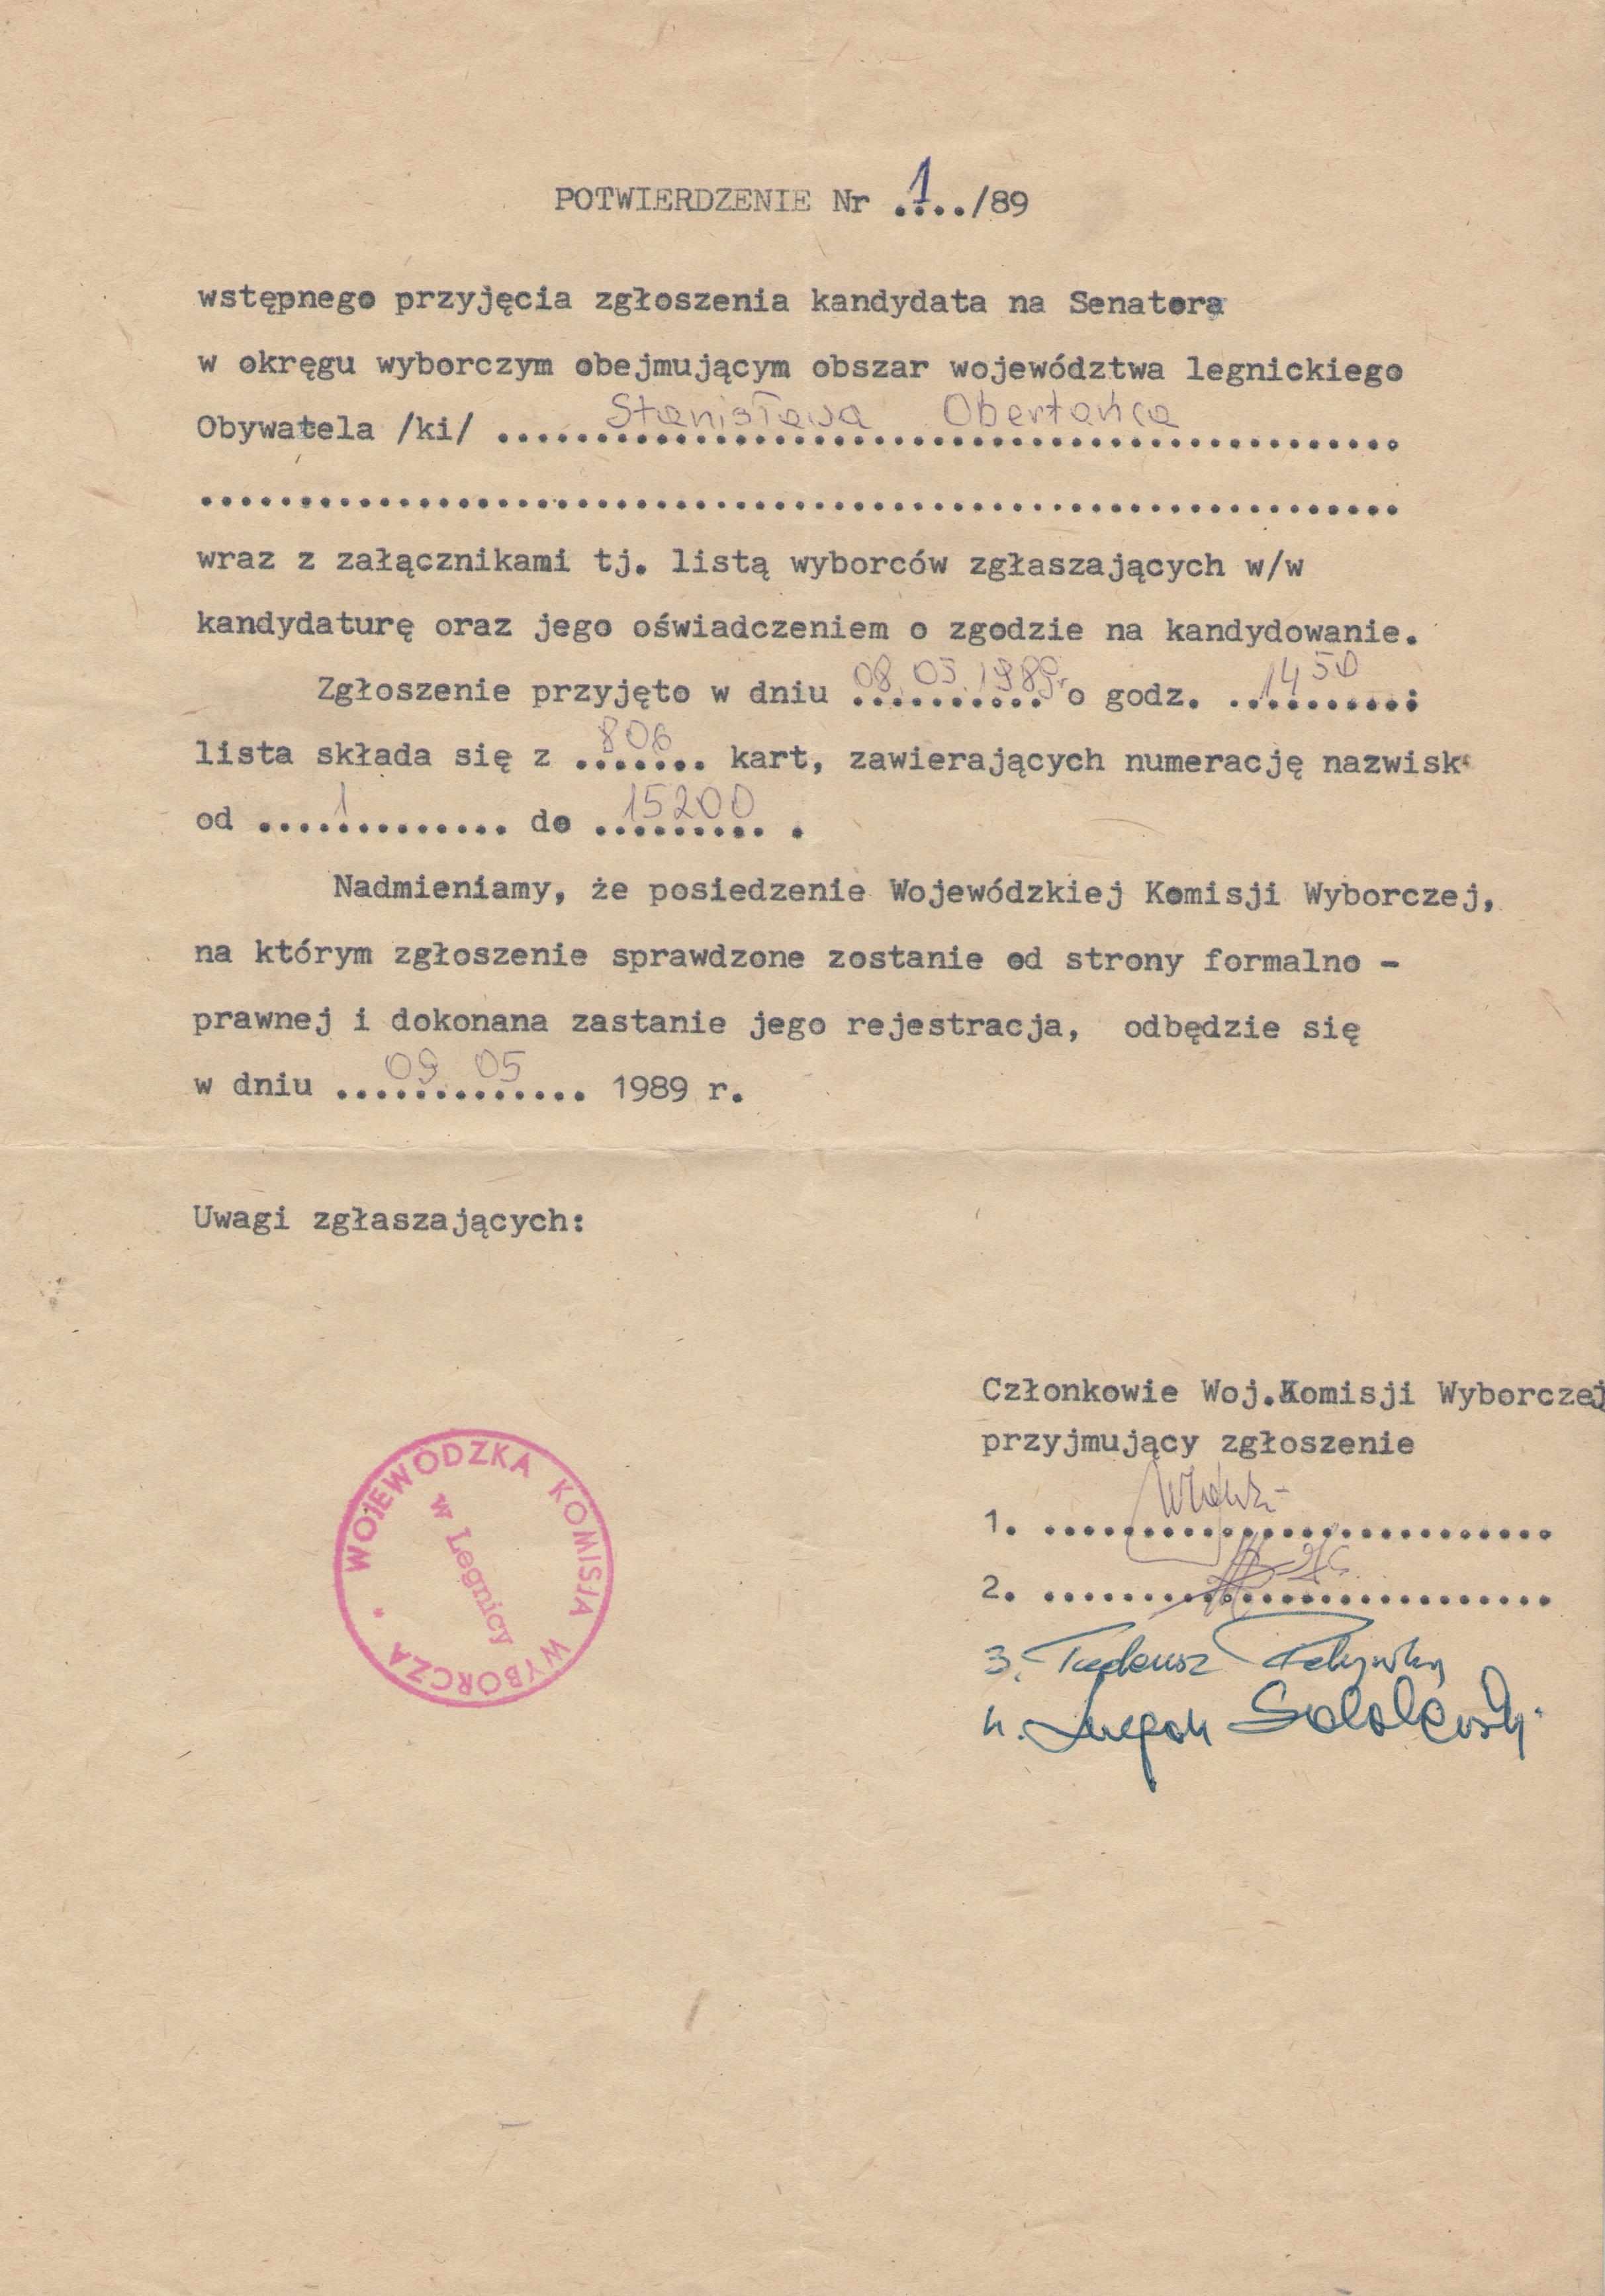 POTWIERDZENIE Nr .1../89
wstępnego przyjęcia zgłoszenia kandydata na Senatora
w okręgu wyborczym obejmującym obszar województwa legnickiego
Obywatela /ki/ Stanisława Obertańca
wraz z załącznikami tj. listą wyborców zgłaszających w/w
kandydaturę oraz jego oświadczeniem o zgodzie na kandydowanie.
Zgłoszenie przyjęto w dniu 08.05.1989r o godz. 14 50 ;
lista składa się z 806 kart, zawierających numerację nazwisk
od 1 do 15200 .
Nadmieniamy, że posiedzenie Wojewódzkiej Komisji Wyborczej,
na którym zgłoszenie sprawdzone zostanie od strony formalno -
prawnej i dokonana zastanie jego rejestracja, odbędzie się
w dniu 09 05 1989 r.
Uwagi zgłaszających:
Członkowie Woj.Komisji Wyborczej
przyjmujący zgłoszenie
1.
2.
3. Tadeusz
4.
WOJEWÓDZKA KOMISJA WYBORCZA *
w Legnicy